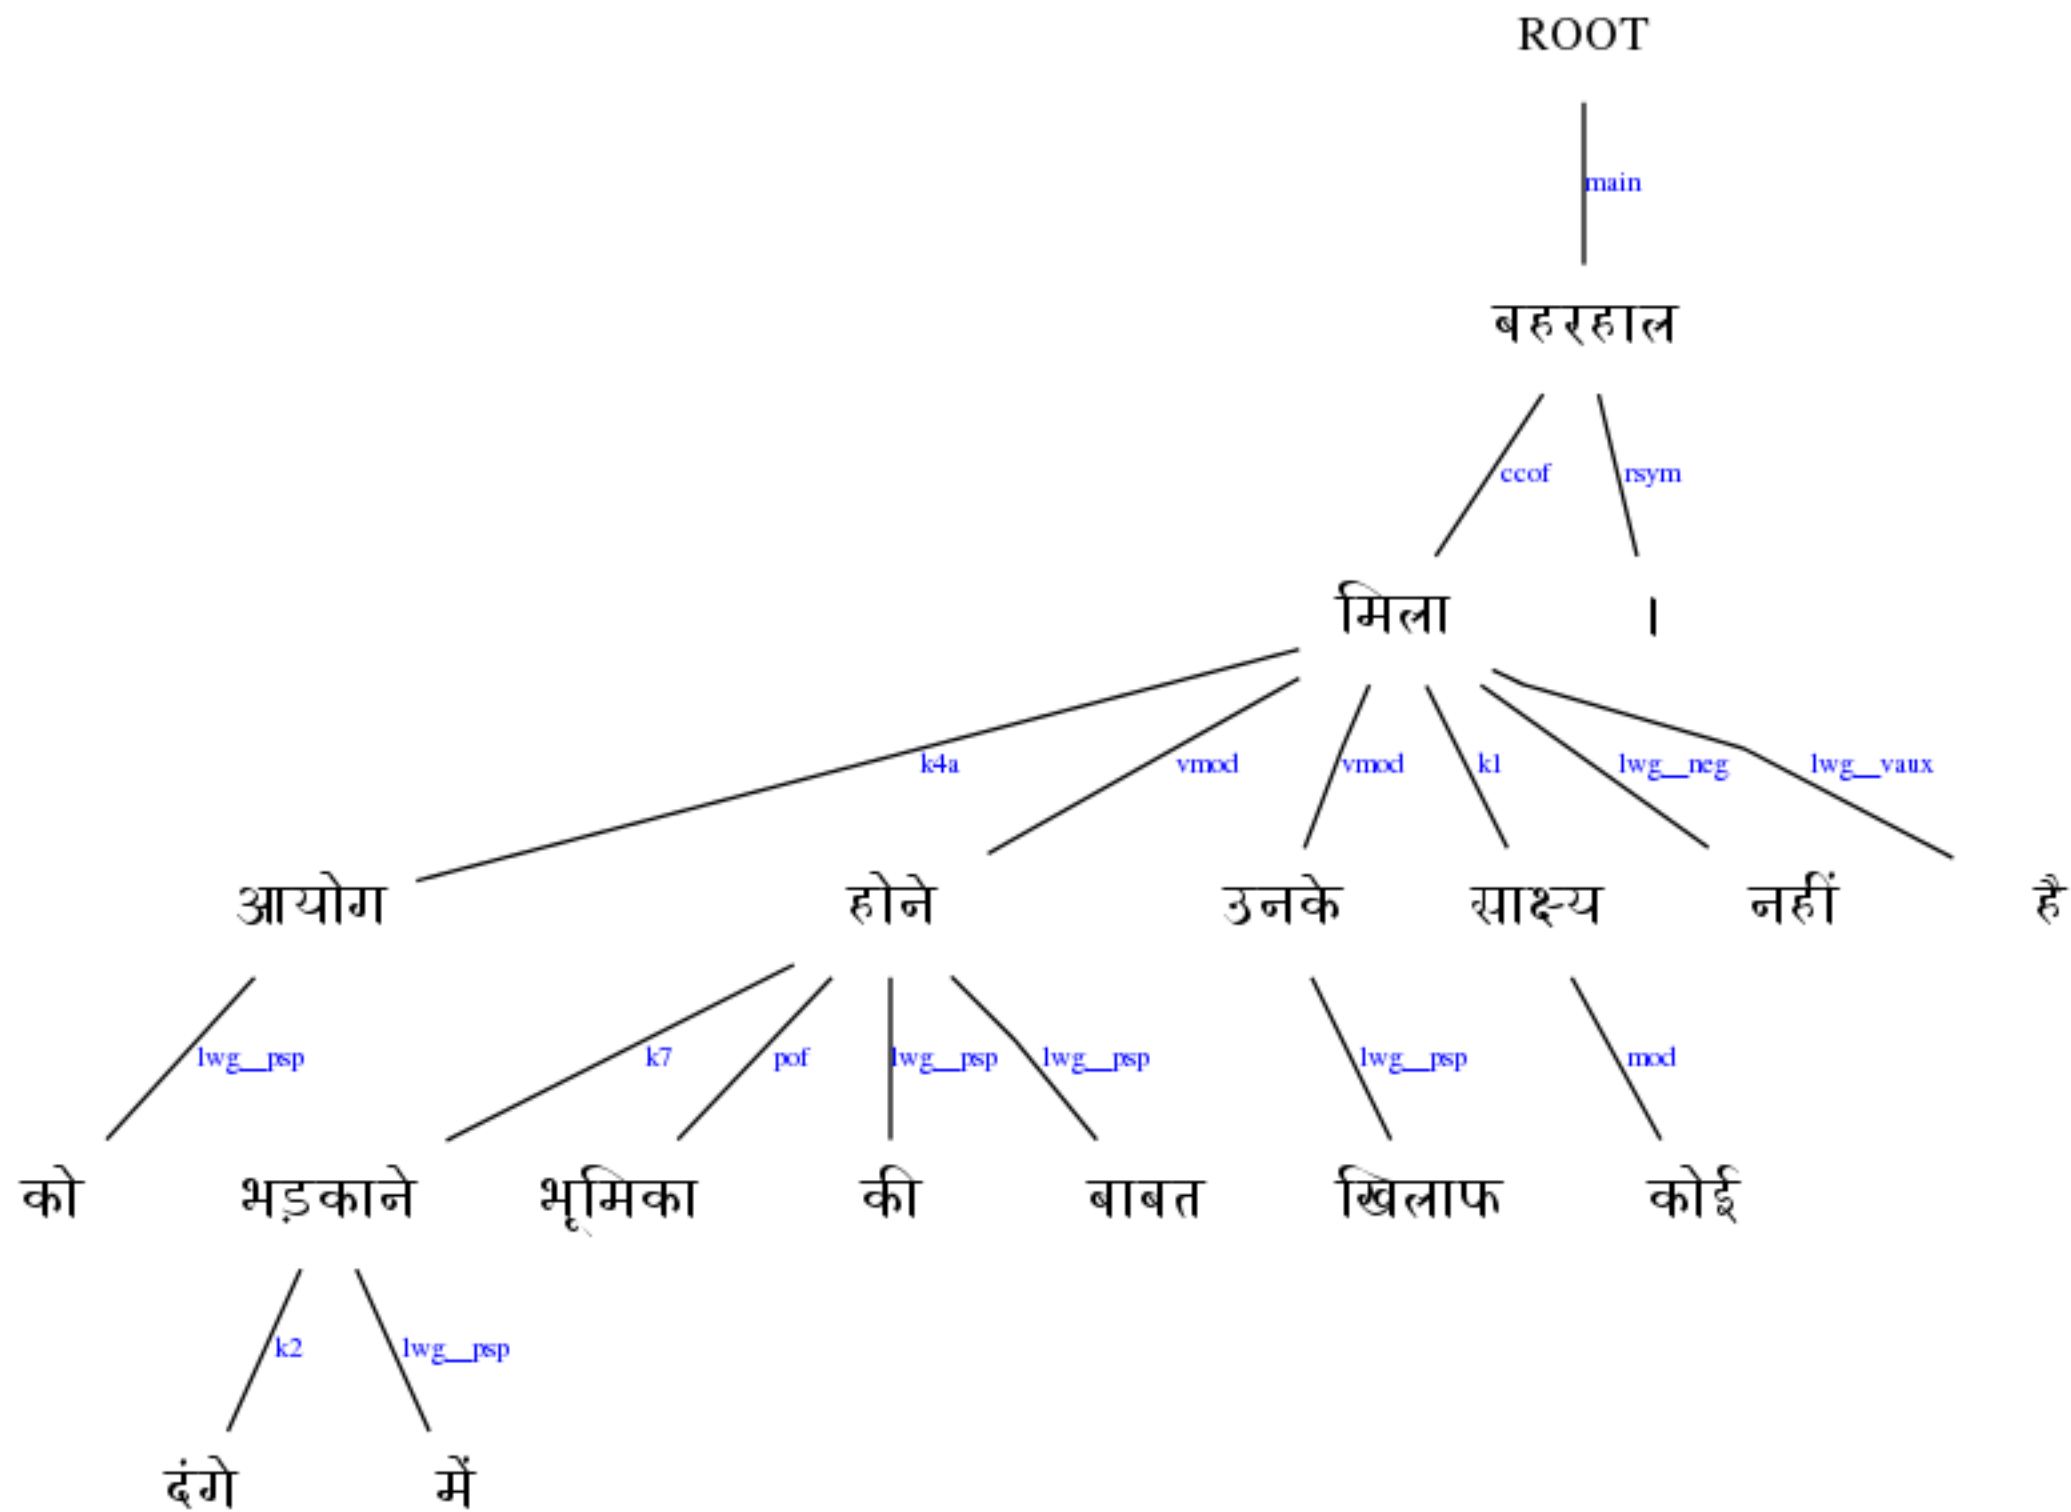 ROOT
main
बहरहाल
ccof rsym
मिला ।
k4a vmod vmod k1 lwg__neg lwg__vaux
आयोग होने उनके साक्ष्य नहीं है
lwg__psp k7 pof lwg__psp lwg__psp lwg__psp mod
को भड़काने भूमिका की बाबत खिलाफ कोई
k2 lwg__psp
दंगे में